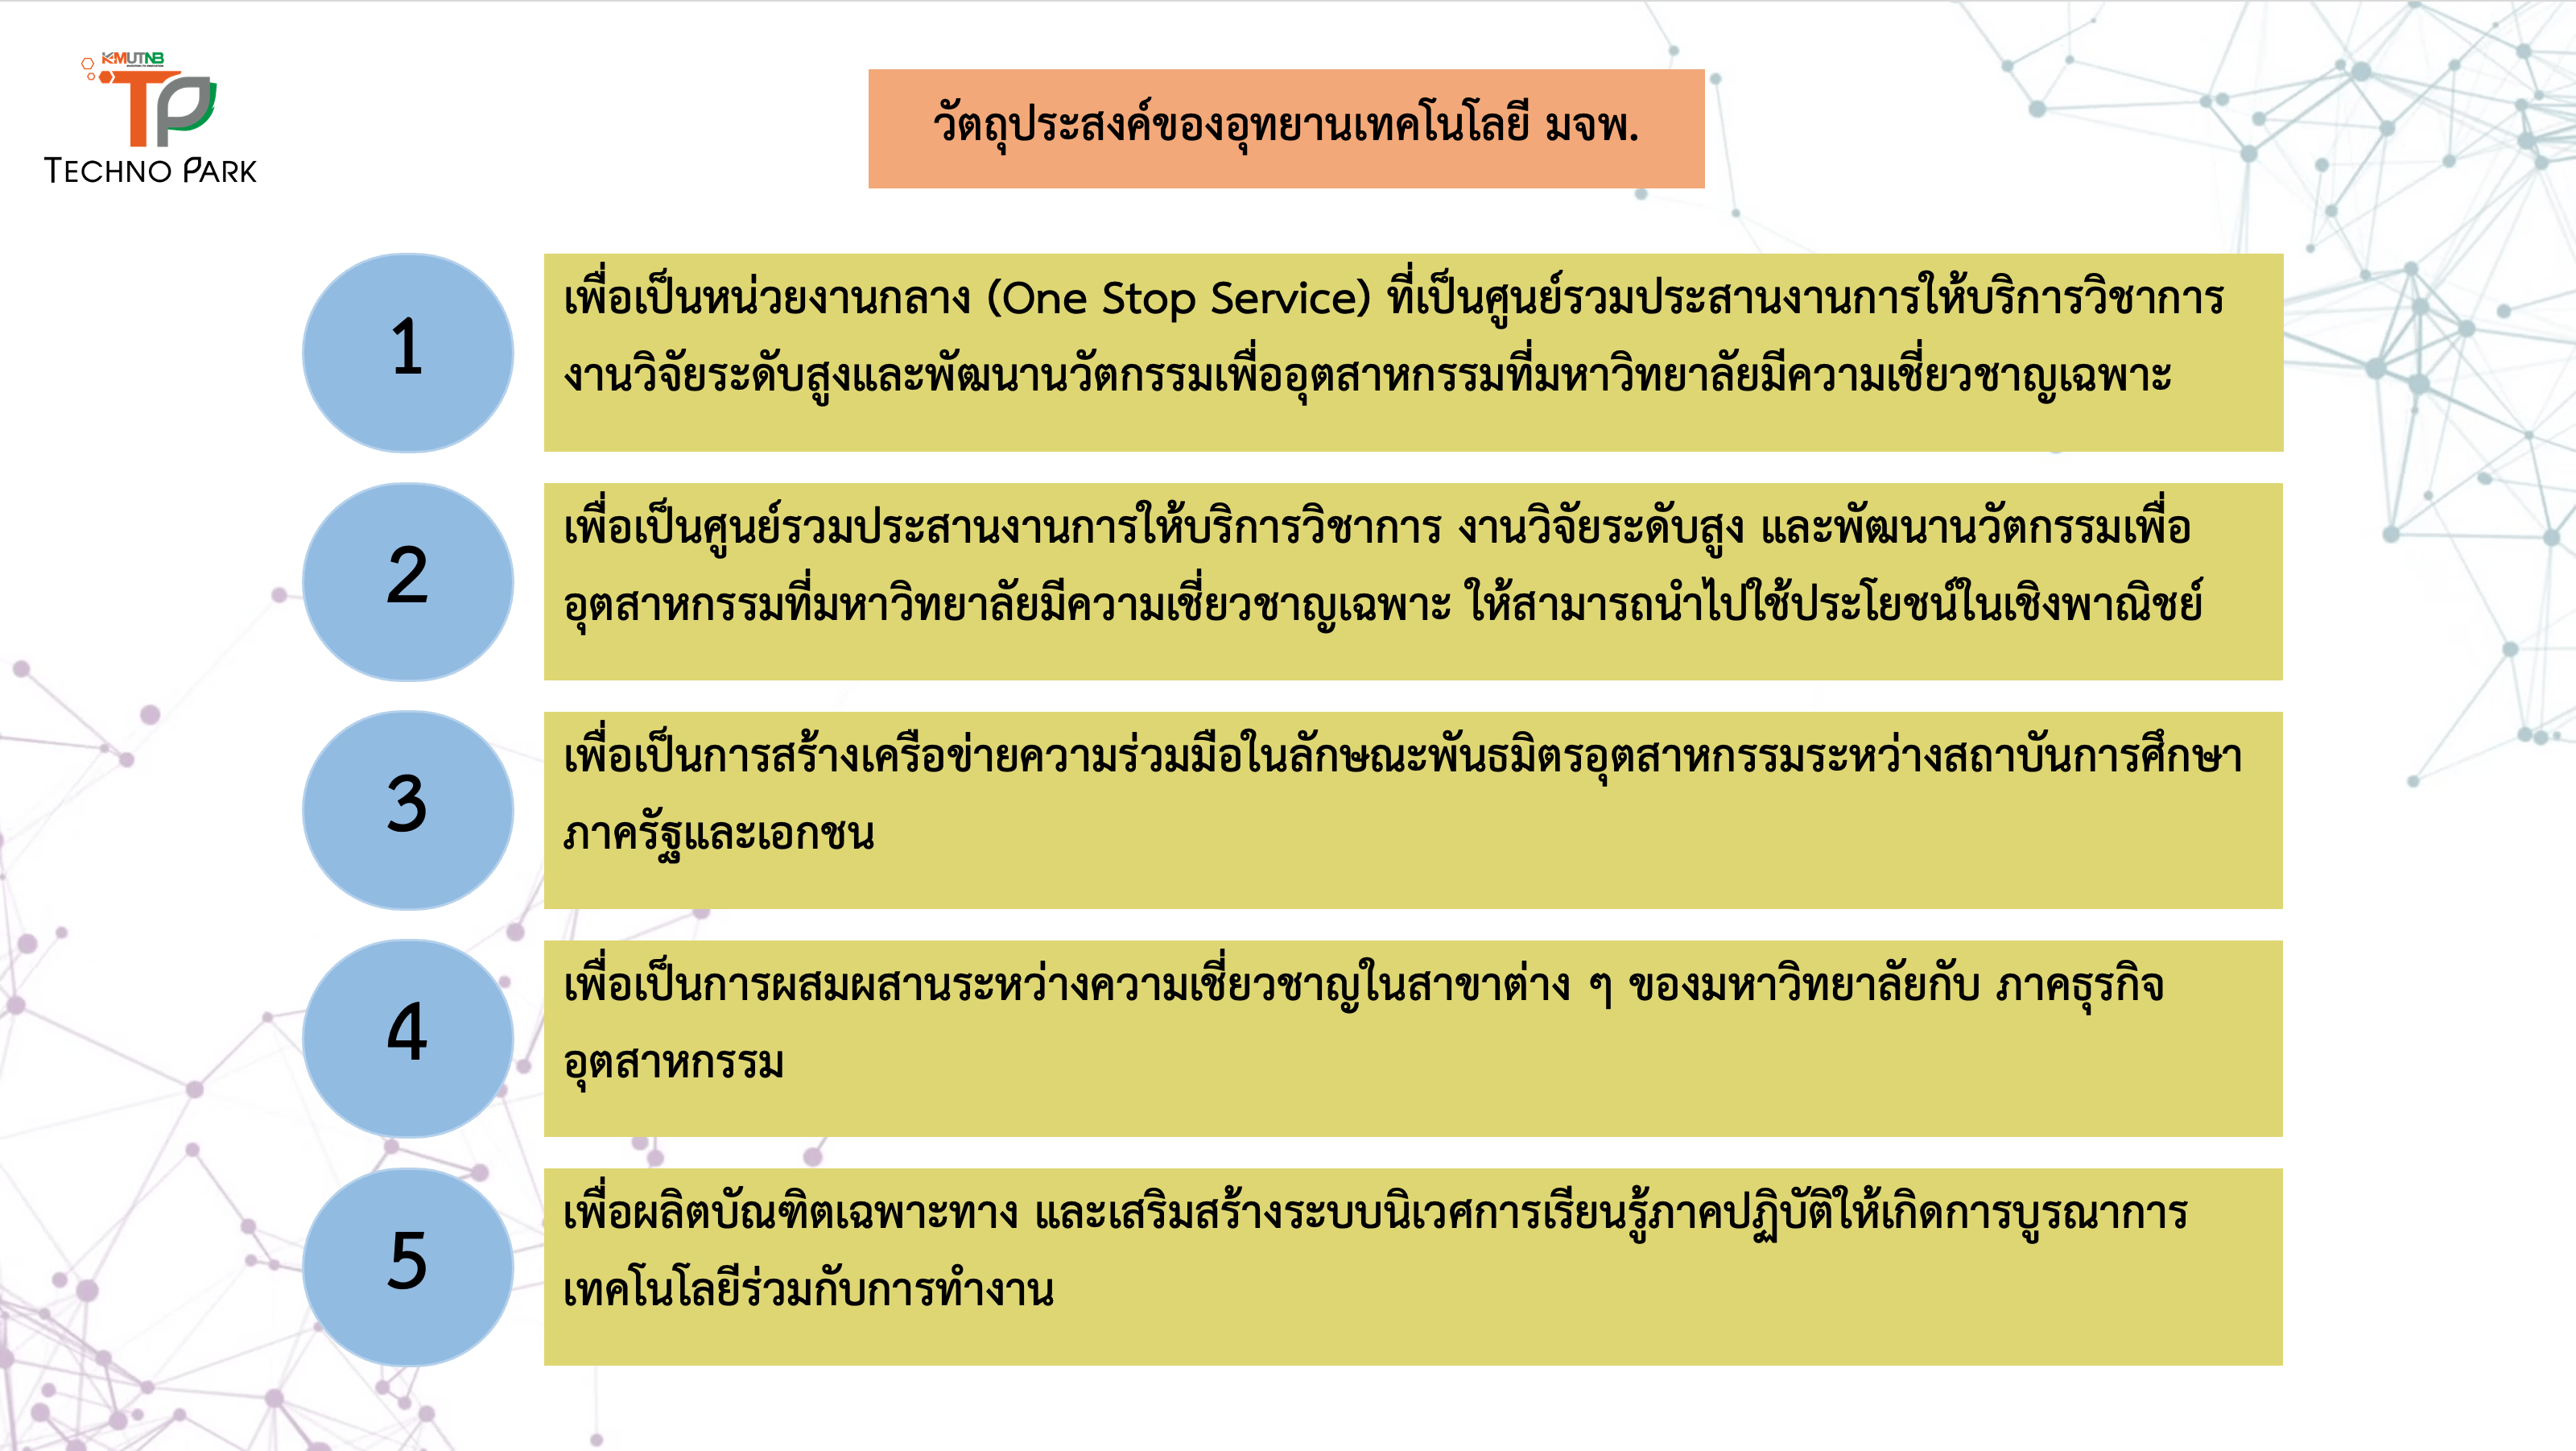 KMUTNB
TECHNO PARK
วัตถุประสงค์ของอุทยานเทคโนโลยี มจพ.
1
เพื่อเป็นหน่วยงานกลาง (One Stop Service) ที่เป็นศูนย์รวมประสานงานการให้บริการวิชาการ
งานวิจัยระดับสูงและพัฒนานวัตกรรมเพื่ออุตสาหกรรมที่มหาวิทยาลัยมีความเชี่ยวชาญเฉพาะ
2
เพื่อเป็นศูนย์รวมประสานงานการให้บริการวิชาการ งานวิจัยระดับสูง และพัฒนานวัตกรรมเพื่อ
อุตสาหกรรมที่มหาวิทยาลัยมีความเชี่ยวชาญเฉพาะ ให้สามารถนำไปใช้ประโยชน์ในเชิงพาณิชย์
3
เพื่อเป็นการสร้างเครือข่ายความร่วมมือในลักษณะพันธมิตรอุตสาหกรรมระหว่างสถาบันการศึกษา
ภาครัฐและเอกชน
4
เพื่อเป็นการผสมผสานระหว่างความเชี่ยวชาญในสาขาต่าง ๆ ของมหาวิทยาลัยกับ ภาคธุรกิจ
อุตสาหกรรม
5
เพื่อผลิตบัณฑิตเฉพาะทาง และเสริมสร้างระบบนิเวศการเรียนรู้ภาคปฏิบัติให้เกิดการบูรณาการ
เทคโนโลยีร่วมกับการทำงาน